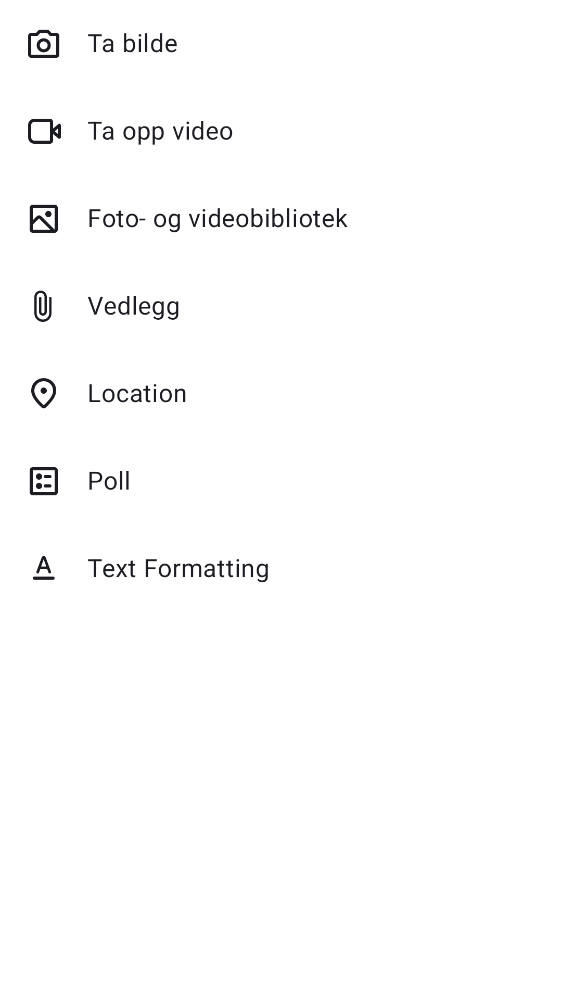 Ta bilde
Ta opp video
Foto- og videobibliotek
Vedlegg
Location
Poll
Text Formatting